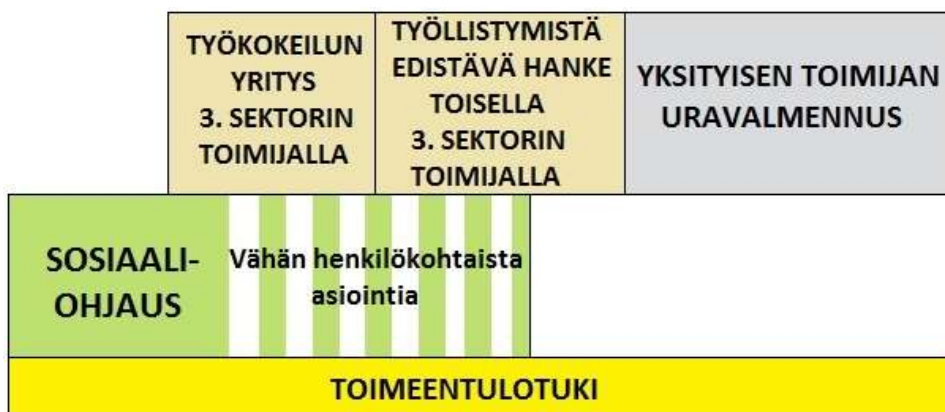 TYÖKOKEILUN
YRITYS
3. SEKTORIN
TOIMIJALLA
TYÖLLISTYMISTÄ
EDISTÄVÄ HANKE
TOISELLA
3. SEKTORIN
TOIMIJALLA
YKSITYISEN TOIMIJAN
URAVALMENNUS
SOSIAALI-
OHJAUS
Vähän henkilökohtaista
asiointia
TOIMEENTULOTUKI